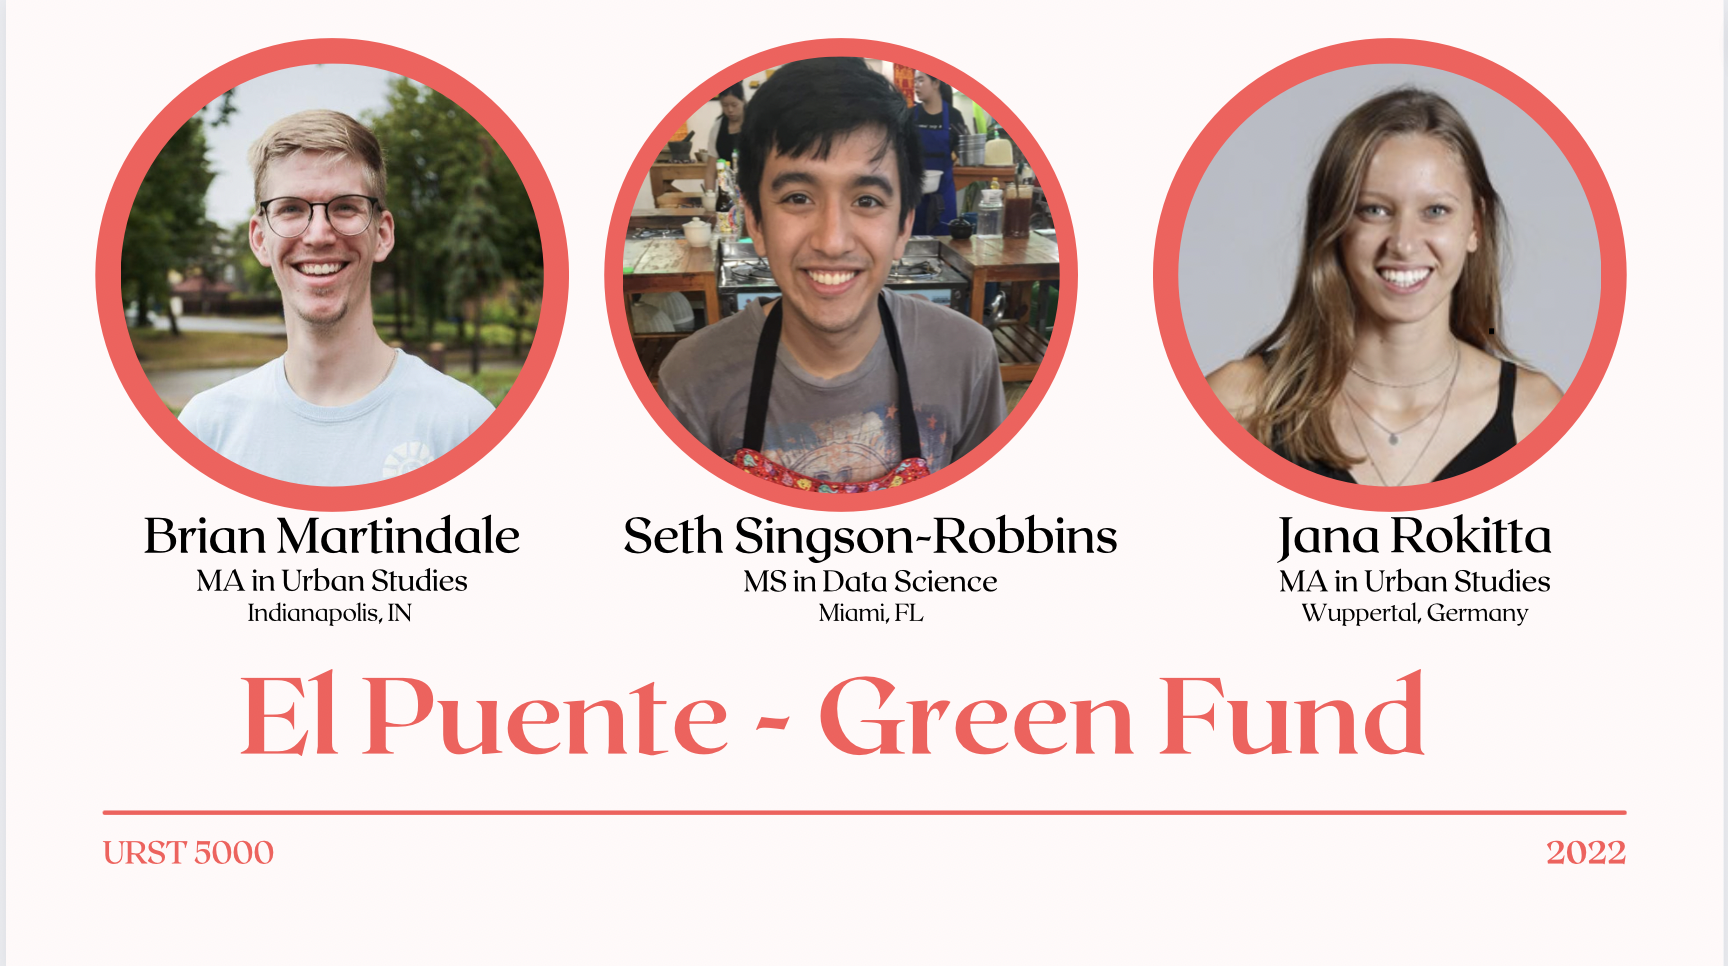 Brian Martindale
MA in Urban Studies
Indianapolis, IN
Seth Singson-Robbins
MS in Data Science
Miami, FL
Jana Rokitta
MA in Urban Studies
Wuppertal, Germany
El Puente - Green Fund
URST 5000
2022